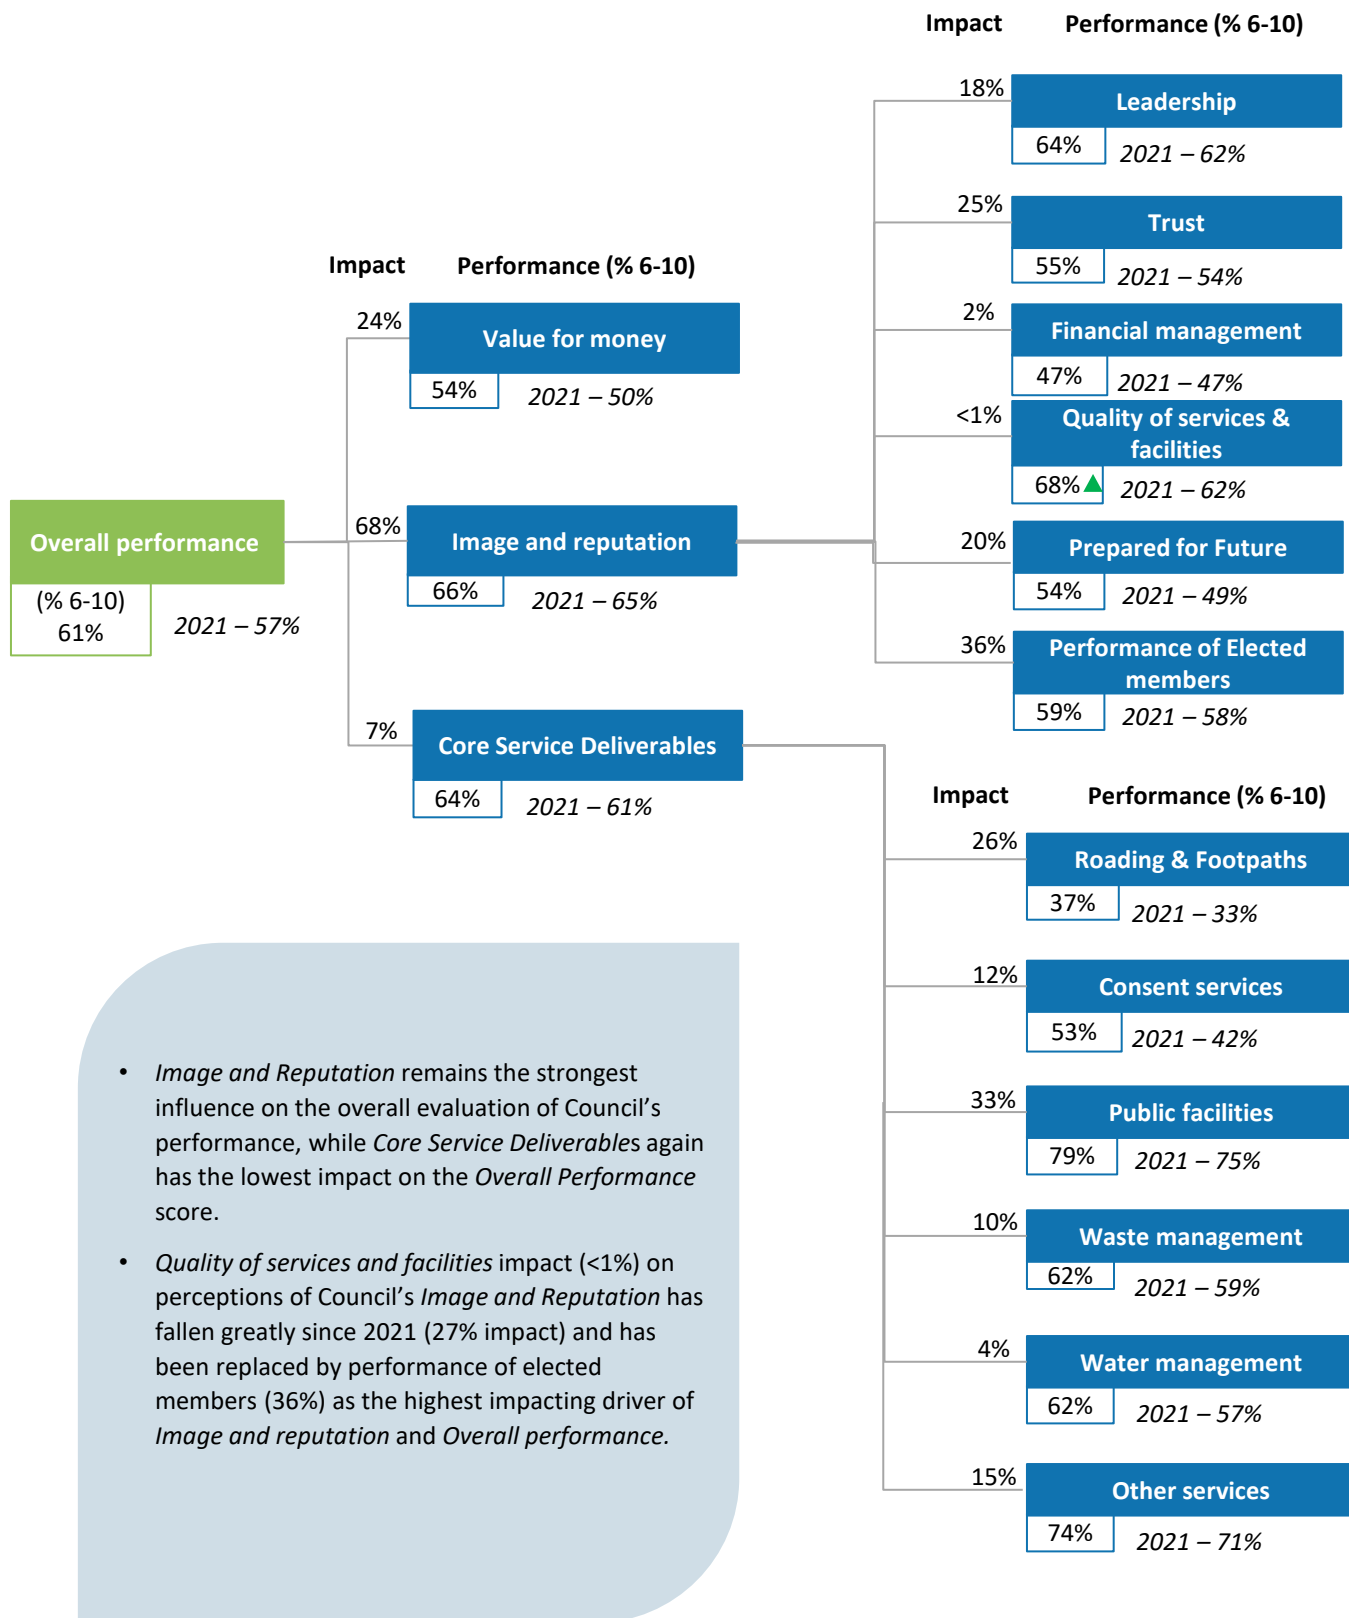 Impact Performance (% 6-10)
18%
Leadership
64%
2021 – 62%
25%
Trust
55%
2021 – 54%
2%
Financial management
47%
2021 – 47%
<1%
Quality of services &
facilities
68%
2021 – 62%
20%
Prepared for Future
54%
2021 – 49%
36%
Performance of Elected
members
59%
2021 – 58%
Impact Performance (% 6-10)
24%
Value for money
54%
2021 – 50%
68%
Image and reputation
66%
2021 – 65%
7%
Core Service Deliverables
64%
2021 – 61%
Overall performance
(% 6-10)
61%
2021 – 57%
Impact Performance (% 6-10)
26%
Roading & Footpaths
37%
2021 – 33%
12%
Consent services
53%
2021 – 42%
33%
Public facilities
79%
2021 – 75%
10%
Waste management
62%
2021 – 59%
4%
Water management
62%
2021 – 57%
15%
Other services
74%
2021 – 71%
• Image and Reputation remains the strongest
influence on the overall evaluation of Council's
performance, while Core Service Deliverables again
has the lowest impact on the Overall Performance
score.
• Quality of services and facilities impact (<1%) on
perceptions of Council's Image and Reputation has
fallen greatly since 2021 (27% impact) and has
been replaced by performance of elected
members (36%) as the highest impacting driver of
Image and reputation and Overall performance.